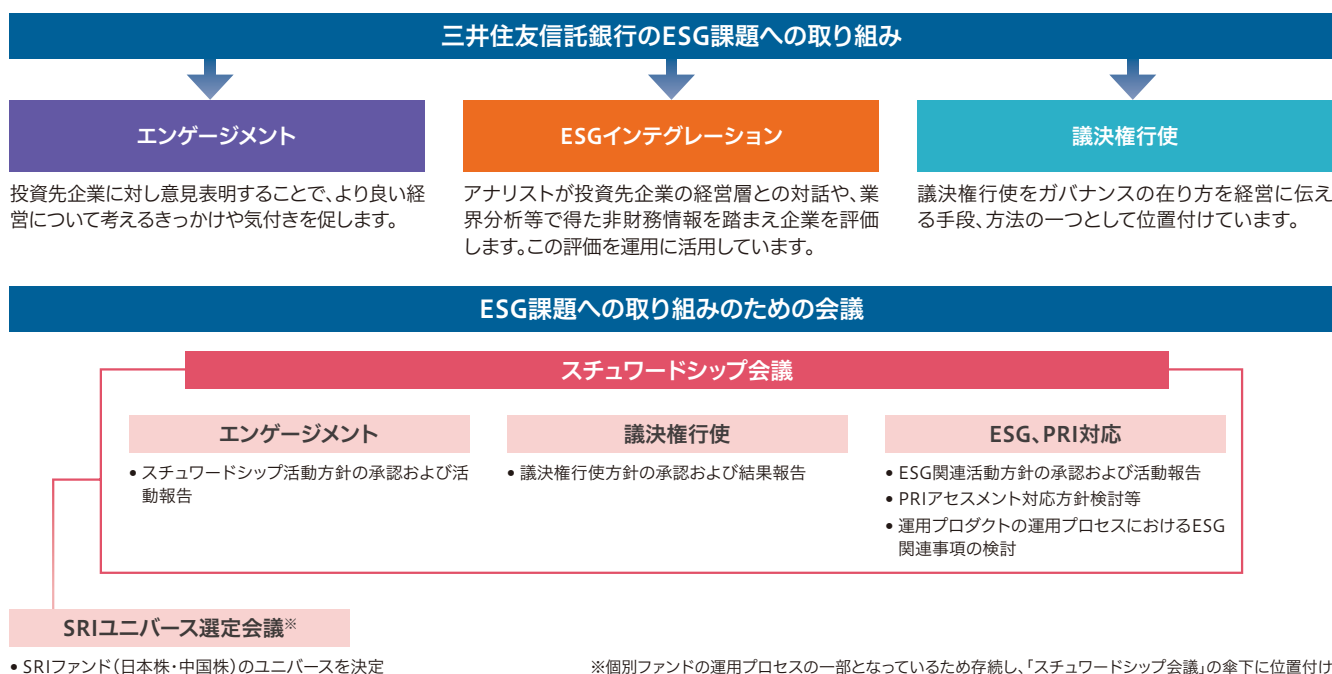 三井住友信託銀行のESG課題への取り組み
エンゲージメント
投資先企業に対し意見表明することで、より良い経
営について考えるきっかけや気付きを促します。
ESGインテグレーション
アナリストが投資先企業の経営層との対話や、業
界分析等で得た非財務情報を踏まえ企業を評価
します。この評価を運用に活用しています。
議決権行使
議決権行使をガバナンスの在り方を経営に伝え
る手段、方法の一つとして位置付けています。
ESG課題への取り組みのための会議
スチュワードシップ会議
エンゲージメント
• スチュワードシップ活動方針の承認および活
動報告
議決権行使
• 議決権行使方針の承認および結果報告
ESG、PRI対応
• ESG関連活動方針の承認および活動報告
• PRIアセスメント対応方針検討等
• 運用プロダクトの運用プロセスにおけるESG
関連事項の検討
SRIユニバース選定会議※
• SRIファンド(日本株・中国株)のユニバースを決定
※個別ファンドの運用プロセスの一部となっているため存続し、「スチュワードシップ会議」の傘下に位置付け